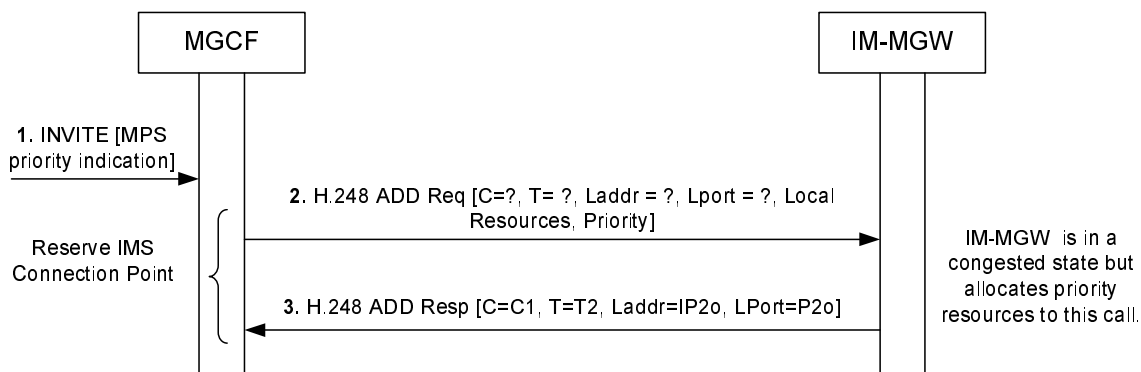 MGCF
IM-MGW
1. INVITE [MPS
priority indication]
2. H.248 ADD Req [C=?, T= ?, Laddr = ?, Lport = ?, Local
Resources, Priority]
Reserve IMS
Connection Point
IM-MGW is in a
congested state but
allocates priority
resources to this call.
3. H.248 ADD Resp [C=C1, T=T2, Laddr=IP2o, LPort=P2o]